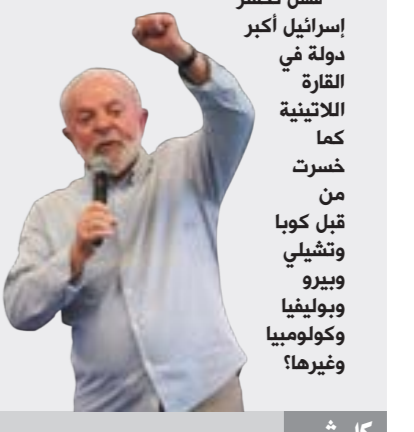 إسرائيل أكبر
دولة في
القارة
اللاتينية
كما
خسرت
من
قبل كوبا
وتشيلي
وبيرو
وبوليفيا
وكولومبيا
وغيرها؟